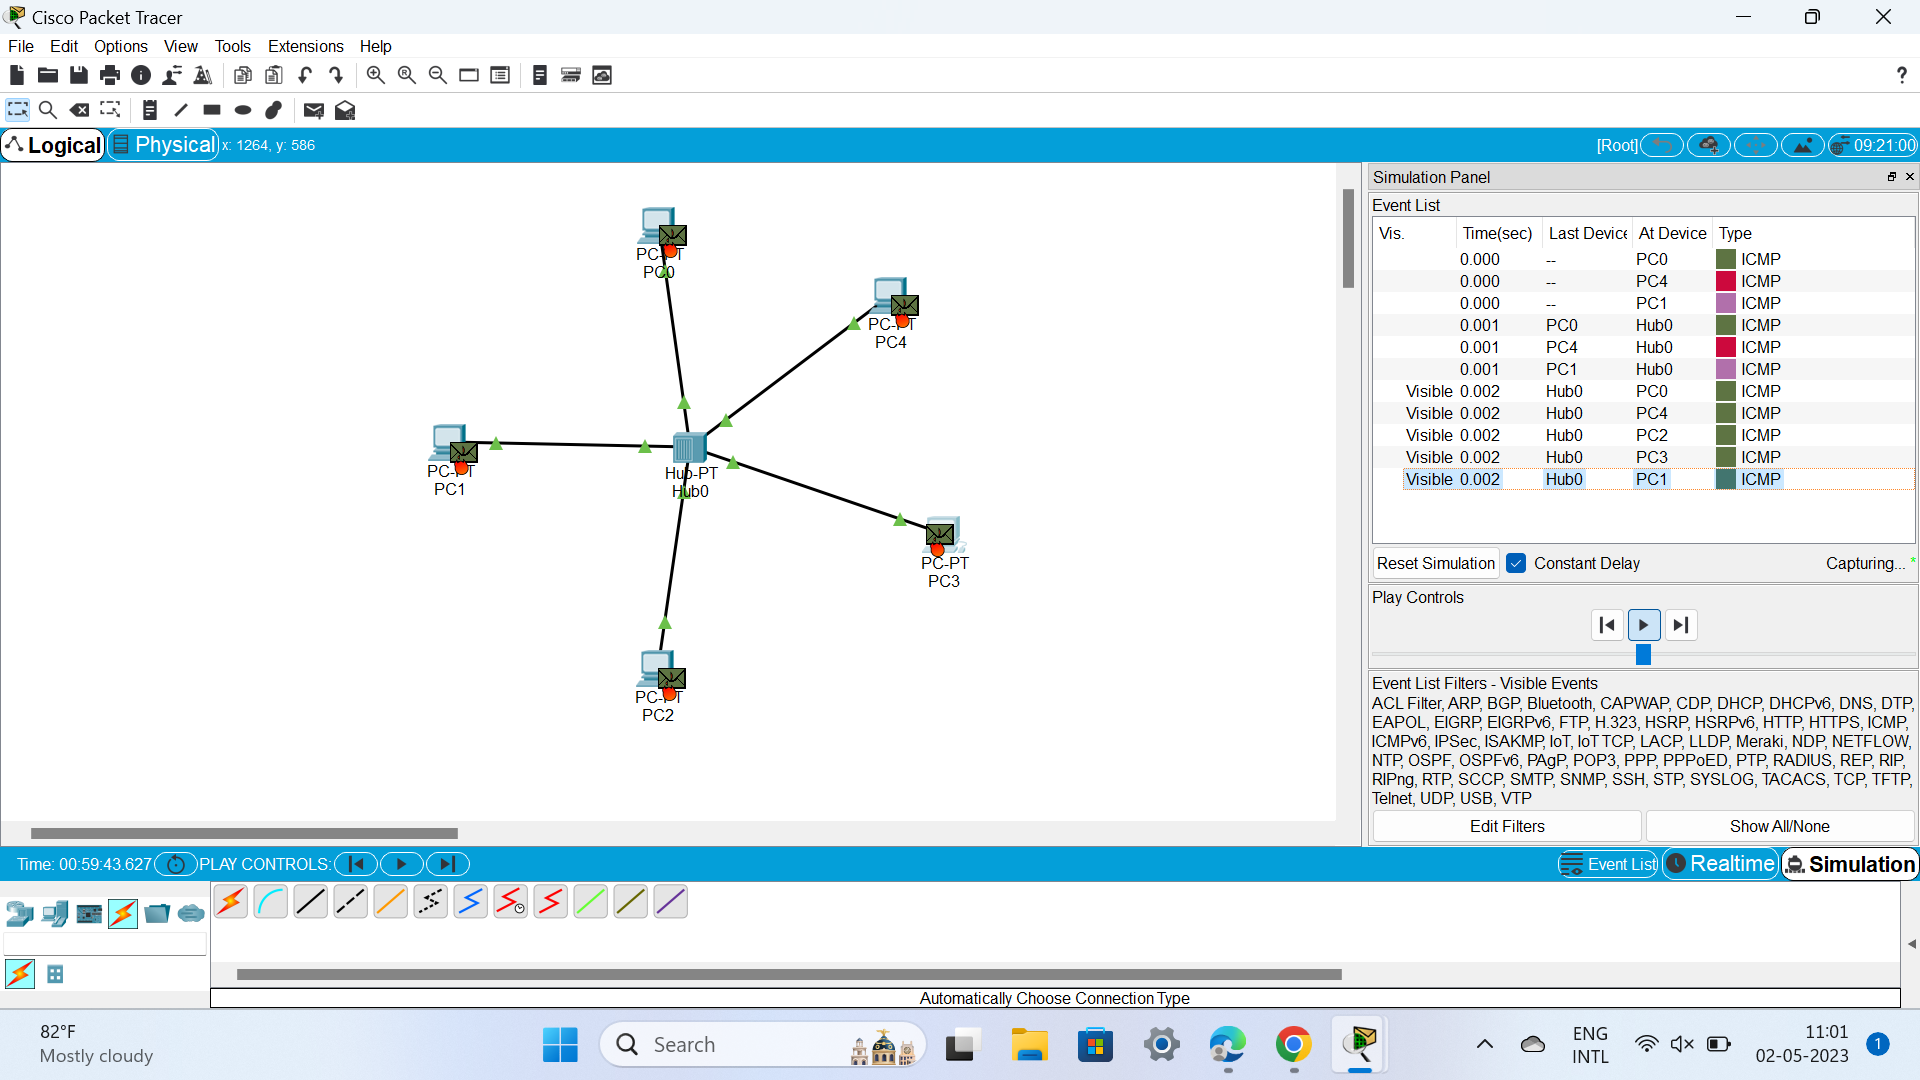 Cisco Packet Tracer
File Edit Options View Tools Extensions Help
?
Logical Physical x: 1264, y: 586 [Root] 09:21:00
PC-PT
PC0
PC-PT
PC4
PC-PT
PC1
Hub-PT
Hub0
PC-PT
PC3
PC-PT
PC2
Simulation Panel
Event List
Vis. Time(sec) Last Device At Device Type
0.000 -- PC0 ICMP
0.000 -- PC4 ICMP
0.000 -- PC1 ICMP
0.001 PC0 Hub0 ICMP
0.001 PC4 Hub0 ICMP
0.001 PC1 Hub0 ICMP
Visible 0.002 Hub0 PC0 ICMP
Visible 0.002 Hub0 PC4 ICMP
Visible 0.002 Hub0 PC2 ICMP
Visible 0.002 Hub0 PC3 ICMP
Visible 0.002 Hub0 PC1 ICMP
Reset Simulation Constant Delay Capturing... *
Play Controls
Event List Filters - Visible Events
ACL Filter, ARP, BGP, Bluetooth, CAPWAP, CDP, DHCP, DHCPv6, DNS, DTP,
EAPOL, EIGRP, EIGRPv6, FTP, H.323, HSRP, HSRPv6, HTTP, HTTPS, ICMP,
ICMPv6, IPSec, ISAKMP, IoT, IoT TCP, LACP, LLDP, Meraki, NDP, NETFLOW,
NTP, OSPF, OSPFv6, PAgP, POP3, PPP, PPPoED, PTP, RADIUS, REP, RIP,
RIPng, RTP, SCCP, SMTP, SNMP, SSH, STP, SYSLOG, TACACS, TCP, TFTP,
Telnet, UDP, USB, VTP
Edit Filters Show All/None
Time: 00:59:43.627 PLAY CONTROLS: Event List Realtime Simulation
Automatically Choose Connection Type
82°F
Mostly cloudy
Search
ENG
INTL
11:01
02-05-2023
1